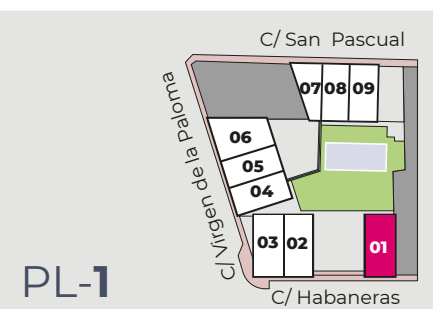 C/ San Pascual
07 08 09
C/ Virgen de la Paloma
06
05
04
03 02 01
PL-1
C/ Habaneras